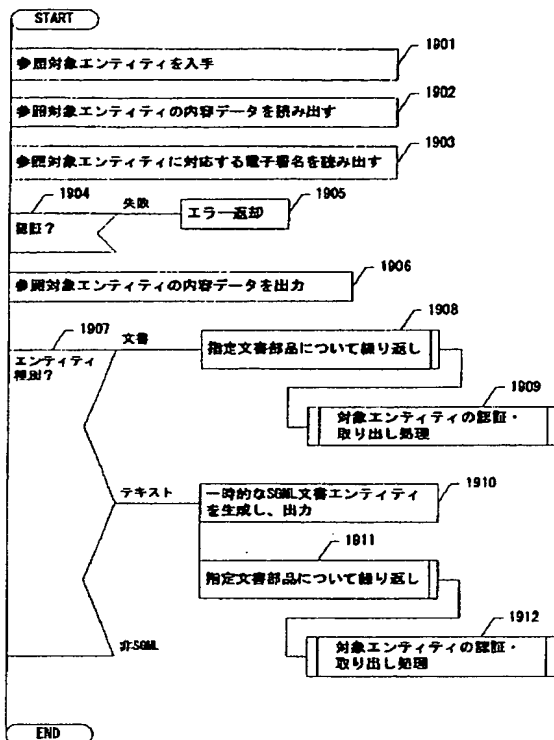 START
1901
参照対象エンティティを入手
1902
参照対象エンティティの内容データを読み出す
1903
参照対象エンティティに対応する電子署名を読み出す
1904
失敗
1905
認証?
エラー返却
1906
参照対象エンティティの内容データを出力
1907
エンティティ
種別?
文書
1908
指定文書部品について繰り返し
1909
対象エンティティの認証・
取り出し処理
テキスト
1910
一時的なSGML文書エンティティ
を生成し、出力
1911
指定文書部品について繰り返し
1912
対象エンティティの認証・
取り出し処理
非SGML
END